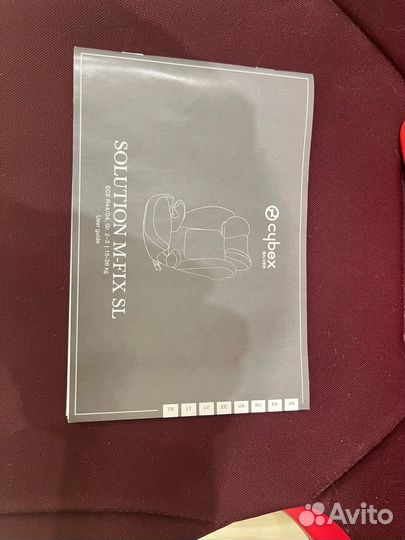 cybex
SILVER
SOLUTION M-FIX SL
ECE R44/04, Gr. 2-3 | 15-36 kg
User guide
TR LT LV EE UA RU EN AR
Avito